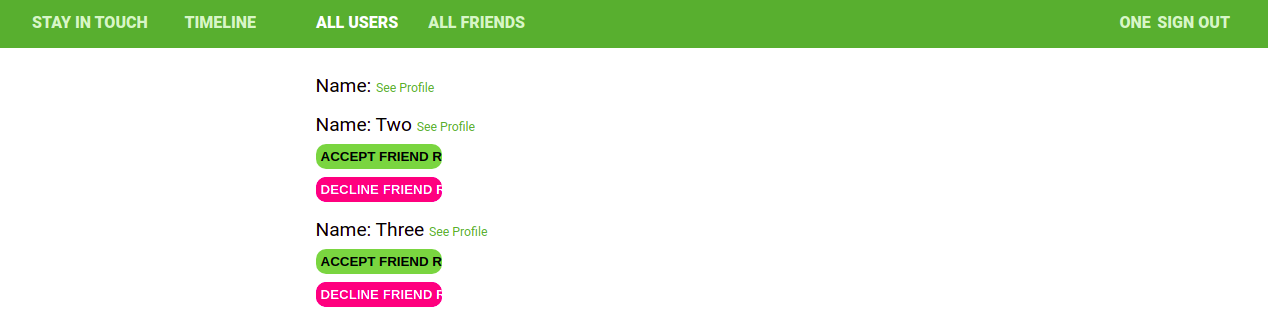 STAY IN TOUCH TIMELINE ALL USERS ALL FRIENDS ONE SIGN OUT
Name: See Profile
Name: Two See Profile
ACCEPT FRIEND R
DECLINE FRIEND R
Name: Three See Profile
ACCEPT FRIEND R
DECLINE FRIEND R